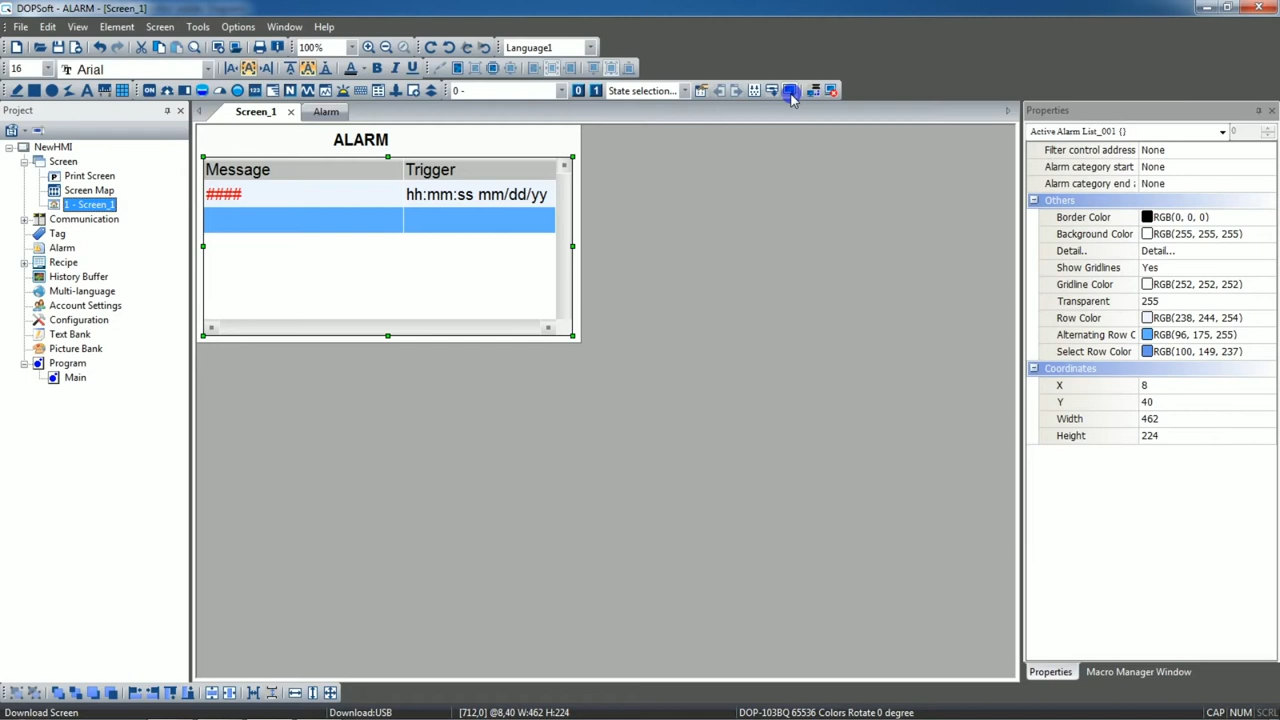 DOPSoft - ALARM - [Screen_1]
File Edit View Element Screen Tools Options Window Help
100% Language1
16 Arial
0 - 0 1 State selection...
Project
NewHMI
Screen
Print Screen
Screen Map
1 - Screen_1
Communication
Tag
Alarm
Recipe
History Buffer
Multi-language
Account Settings
Configuration
Text Bank
Picture Bank
Program
Main
Screen_1 Alarm
ALARM
Message Trigger
#### hh:mm:ss mm/dd/yy
Properties
Active Alarm List_001 {} 0
Filter control address None
Alarm category start None
Alarm category end None
Others
Border Color RGB(0, 0, 0)
Background Color RGB(255, 255, 255)
Detail.. Detail...
Show Gridlines Yes
Gridline Color RGB(252, 252, 252)
Transparent 255
Row Color RGB(238, 244, 254)
Alternating Row C RGB(96, 175, 255)
Select Row Color RGB(100, 149, 237)
Coordinates
X 8
Y 40
Width 462
Height 224
Properties Macro Manager Window
Download Screen Download:USB [712,0] @8,40 W:462 H:224 DOP-103BQ 65536 Colors Rotate 0 degree CAP NUM SCRL